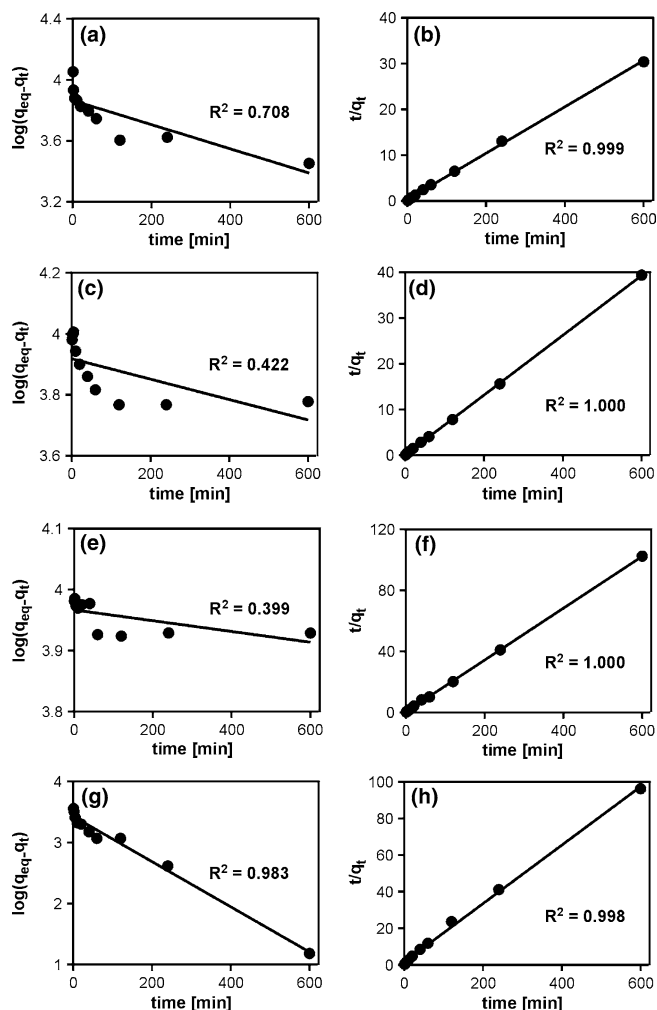 (a)
log(qeq-qt)
4.4
4
3.6
3.2
R² = 0.708
0
200
400
600
time [min]
(b)
t/qt
40
30
20
10
0
R² = 0.999
0
200
400
600
time [min]
(c)
log(qeq-qt)
4.2
4
3.8
3.6
R² = 0.422
0
200
400
600
time [min]
(d)
t/qt
40
30
20
10
0
R² = 1.000
0
200
400
600
time [min]
(e)
log(qeq-qt)
4.1
4
3.9
3.8
R² = 0.399
0
200
400
600
time [min]
(f)
t/qt
120
80
40
0
R² = 1.000
0
200
400
600
time [min]
(g)
log(qeq-qt)
4
3
2
1
R² = 0.983
0
200
400
600
time [min]
(h)
t/qt
100
80
60
40
20
0
R² = 0.998
0
200
400
600
time [min]